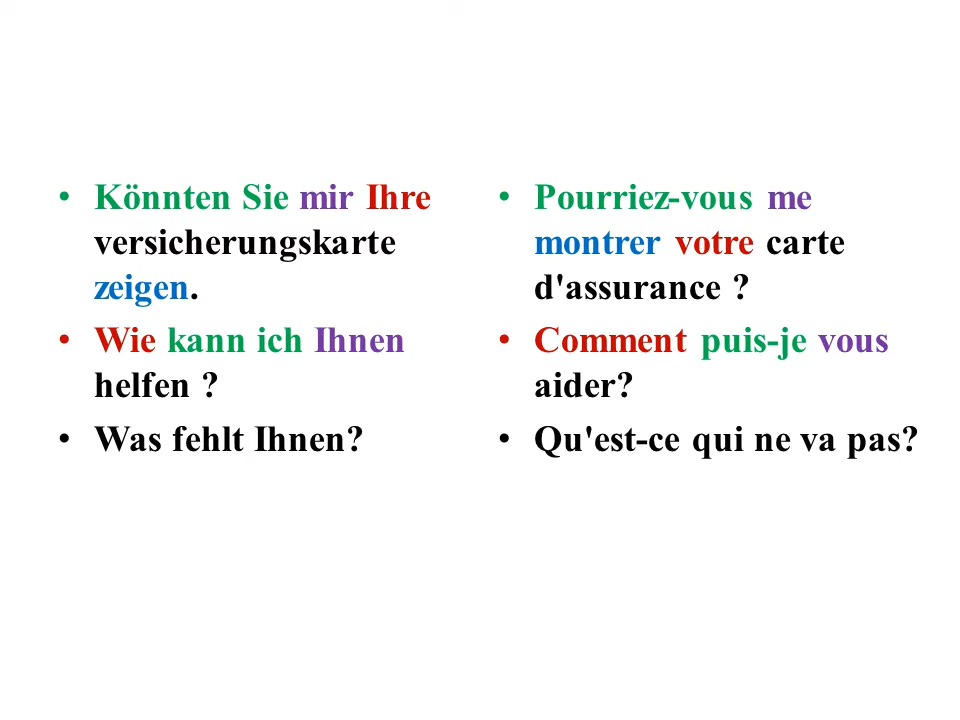 • Könnten Sie mir Ihre
versicherungskarte
zeigen.
• Wie kann ich Ihnen
helfen ?
• Was fehlt Ihnen?
• Pourriez-vous me
montrer votre carte
d'assurance ?
• Comment puis-je vous
aider?
• Qu'est-ce qui ne va pas?